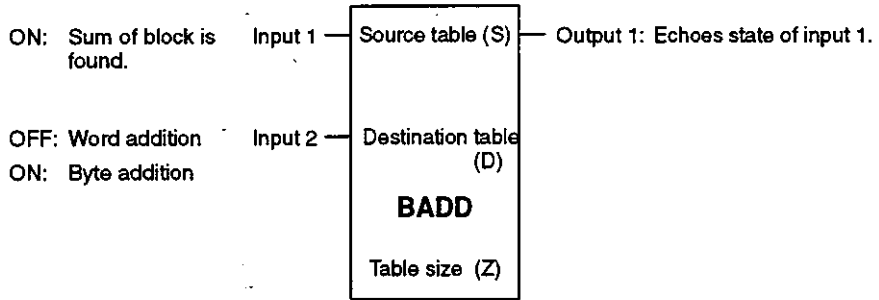 ON: Sum of block is found.
Input 1
Source table (S)
Output 1: Echoes state of input 1.
OFF: Word addition
ON: Byte addition
Input 2
Destination table
(D)
BADD
Table size (Z)